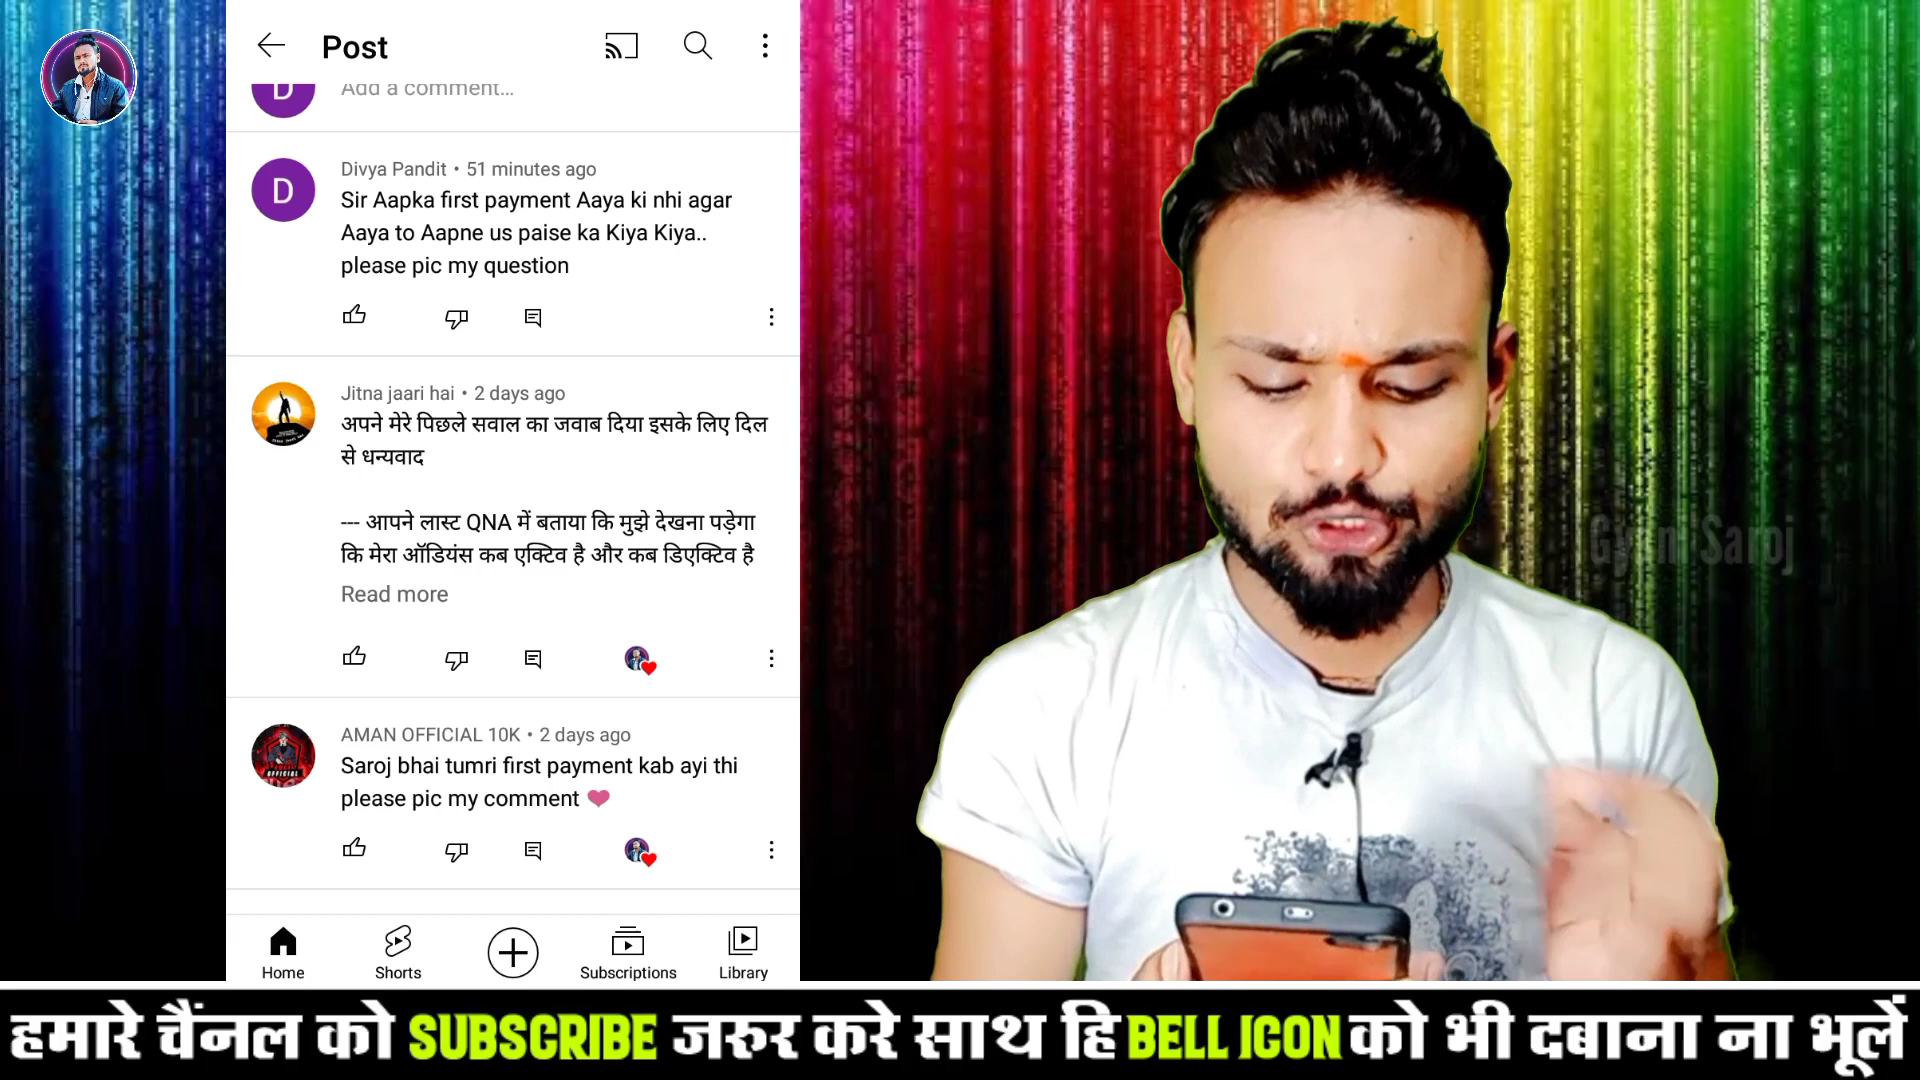 Post
Add a comment...
D
Divya Pandit • 51 minutes ago
D
Sir Aapka first payment Aaya ki nhi agar
Aaya to Aapne us paise ka Kiya Kiya..
please pic my question
Jitna jaari hai • 2 days ago
अपने मेरे पिछले सवाल का जवाब दिया इसके लिए दिल
से धन्यवाद
--- आपने लास्ट QNA में बताया कि मुझे देखना पड़ेगा
कि मेरा ऑडियंस कब एक्टिव है और कब डिएक्टिव है
Read more
AMAN OFFICIAL 10K • 2 days ago
Saroj bhai tumri first payment kab ayi thi
please pic my comment
OFFICIAL
Home
Shorts
Subscriptions
Library
Gyani Saroj
हमारे चैंनल को SUBSCRIBE जरुर करे साथ हि BELL ICON को भी दबाना ना भूलें